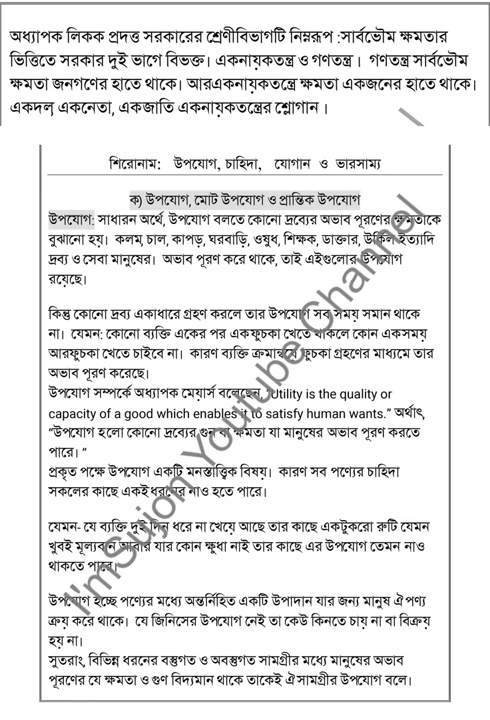 অধ্যাপক লিকক প্রদত্ত সরকারের শ্রেণীবিভাগটি নিম্নরূপ :সার্বভৌম ক্ষমতার
ভিত্তিতে সরকার দুই ভাগে বিভক্ত। একনায়কতন্ত্র ও গণতন্ত্র। গণতন্ত্র সার্বভৌম
ক্ষমতা জনগণের হাতে থাকে। আরএকনায়কতন্ত্রে ক্ষমতা একজনের হাতে থাকে।
একদল, একনেতা, একজাতি একনায়কতন্ত্রের শ্লোগান ।
শিরোনাম: উপযোগ, চাহিদা, যোগান ও ভারসাম্য
ক) উপযোগ, মোট উপযোগ ও প্রান্তিক উপযোগ
উপযোগ: সাধারন অর্থে, উপযোগ বলতে কোনো দ্রব্যের অভাব পূরণের ক্ষমতাকে
বুঝানো হয়। কলম, চাল, কাপড়, ঘরবাড়ি, ওষুধ, শিক্ষক, ডাক্তার, উকিল ইত্যাদি
দ্রব্য ও সেবা মানুষের। অভাব পূরণ করে থাকে, তাই এইগুলোর উপযোগ
রয়েছে।
কিন্তু কোনো দ্রব্য একাধারে গ্রহণ করলে তার উপযোগ সব সময় সমান থাকে
না। যেমন: কোনো ব্যক্তি একের পর একফুচকা খেতে থাকলে কোন একসময়
আরফুচকা খেতে চাইবে না। কারণ ব্যক্তি ক্রমান্বয়ে ফুচকা গ্রহণের মাধ্যমে তার
অভাব পূরণ করেছে।
উপযোগ সম্পর্কে অধ্যাপক মেয়ার্স বলেছেন, "Utility is the quality or
capacity of a good which enables it to satisfy human wants.” অর্থাৎ,
“উপযোগ হলো কোনো দ্রব্যের গুন বা ক্ষমতা যা মানুষের অভাব পূরণ করতে
পারে। ”
প্রকৃত পক্ষে উপযোগ একটি মনস্তাত্ত্বিক বিষয়। কারণ সব পণ্যের চাহিদা
সকলের কাছে একইধরণের নাও হতে পারে।
যেমন- যে ব্যক্তি দুই দিন ধরে না খেয়ে আছে তার কাছে একটুকরো রুটি যেমন
খুবই মূল্যবান আবার যার কোন ক্ষুধা নাই তার কাছে এর উপযোগ তেমন নাও
থাকতে পারে।
উপযোগ হচ্ছে পণ্যের মধ্যে অন্তর্নিহিত একটি উপাদান যার জন্য মানুষ ঐপণ্য
ক্রয় করে থাকে। যে জিনিসের উপযোগ নেই তা কেউ কিনতে চায় না বা বিক্রয়
হয় না।
সুতরাং, বিভিন্ন ধরনের বস্তুগত ও অবস্তুগত সামগ্রীর মধ্যে মানুষের অভাব
পূরণের যে ক্ষমতা ও গুণ বিদ্যমান থাকে তাকেই ঐসামগ্রীর উপযোগ বলে।
I'mSujon Youtube Channel